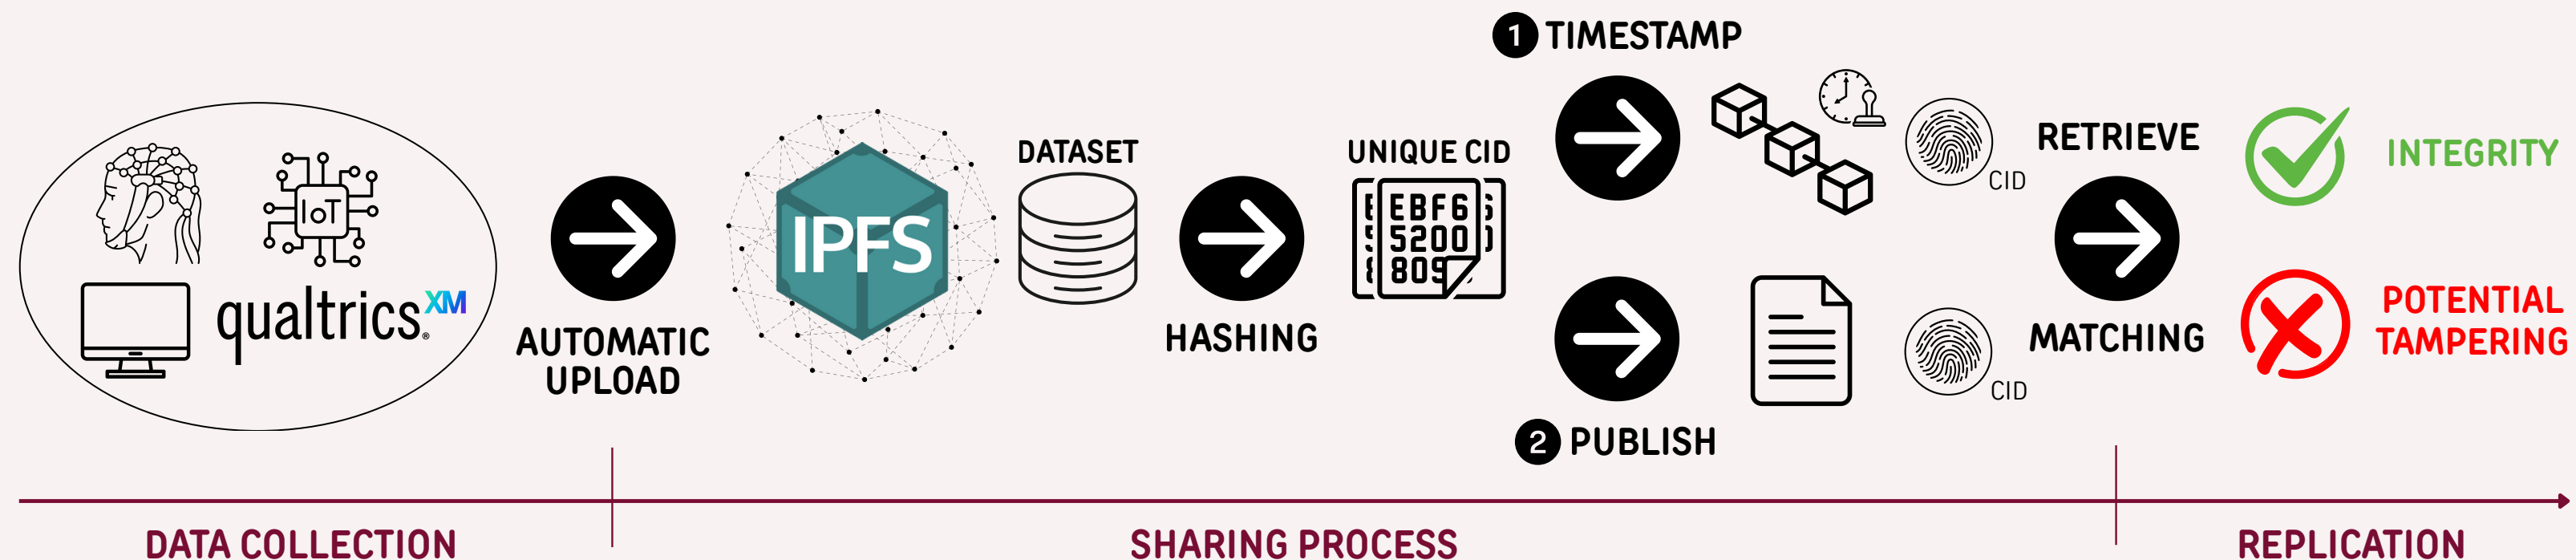 IoT
qualtrics.XM
®
AUTOMATIC
UPLOAD
IPFS
DATASET
HASHING
UNIQUE CID
EBF6
5200
809
1 TIMESTAMP
CID
2 PUBLISH
CID
RETRIEVE
MATCHING
INTEGRITY
POTENTIAL
TAMPERING
DATA COLLECTION
SHARING PROCESS
REPLICATION